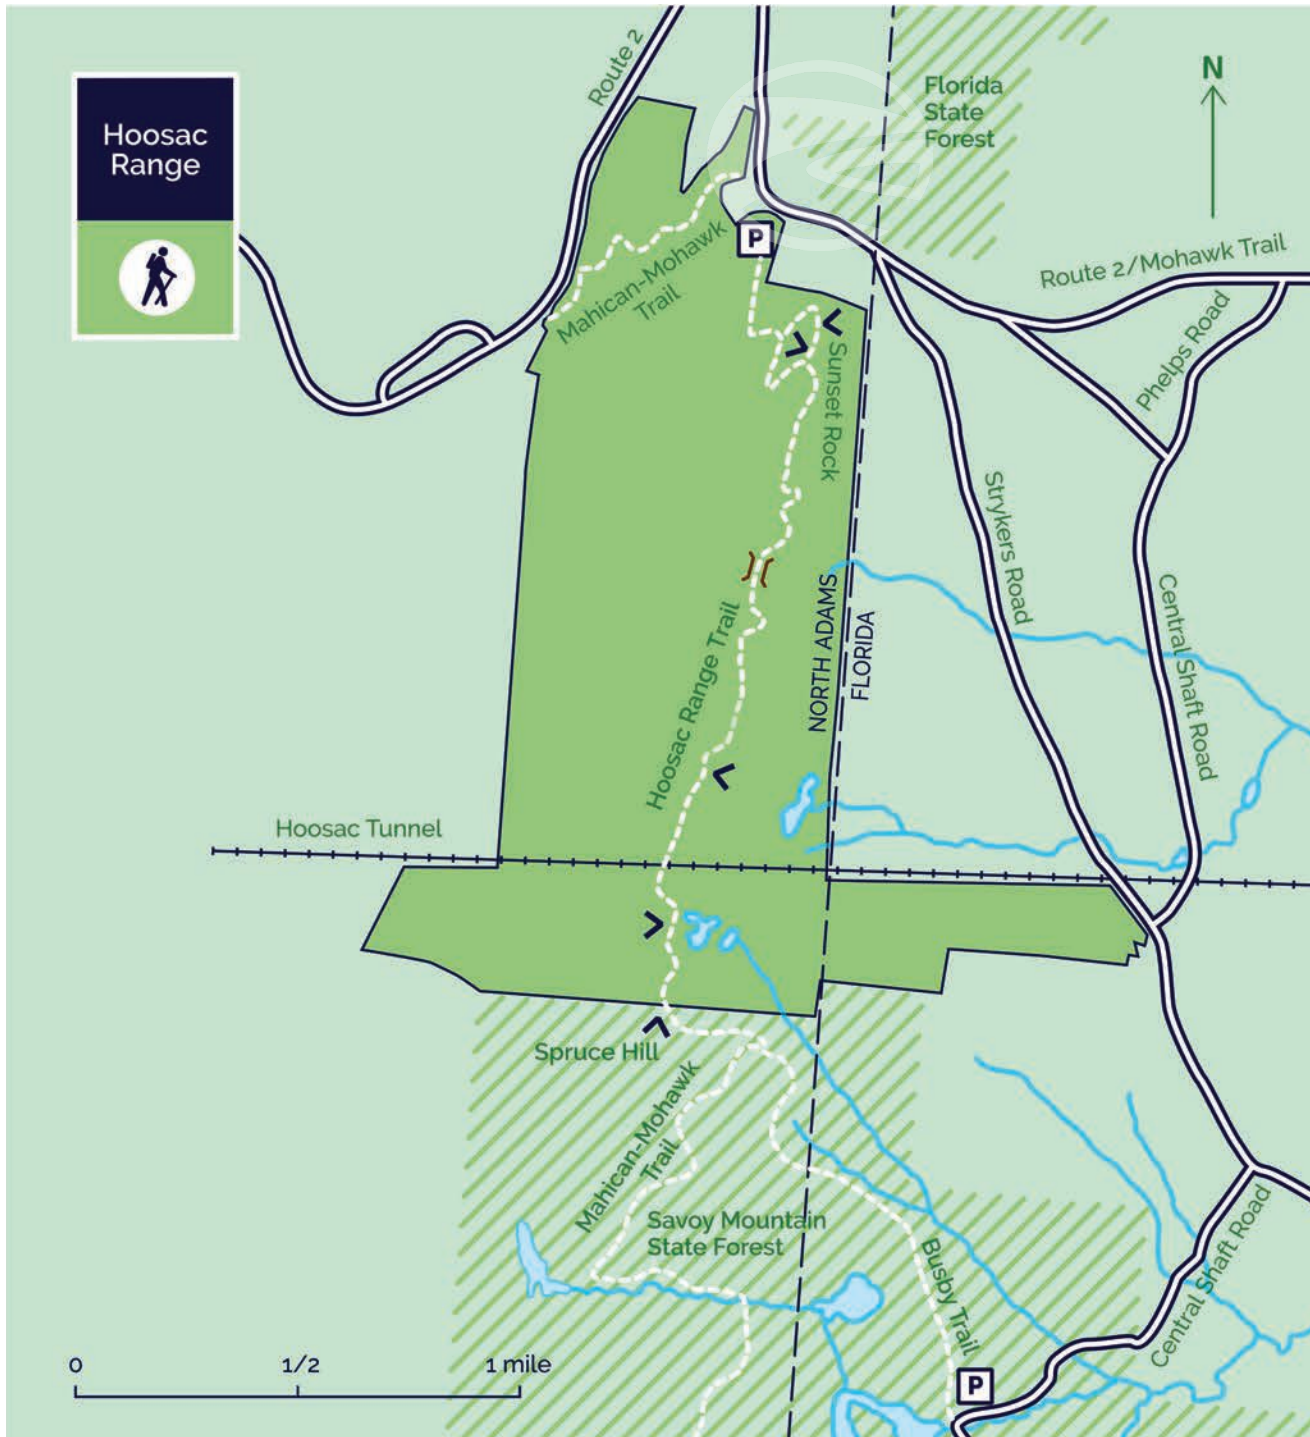 Hoosac
Range
Route 2
Florida
State
Forest
N
P
Route 2/Mohawk Trail
Mahican-Mohawk
Trail
Phelps Road
Sunset Rock
Strykers Road
Central Shaft Road
NORTH ADAMS
FLORIDA
Hoosac Range Trail
Hoosac Tunnel
Spruce Hill
Mahican-Mohawk
Trail
Savoy Mountain
State Forest
Busby Trail
Central Shaft Road
P
0 1/2 1 mile